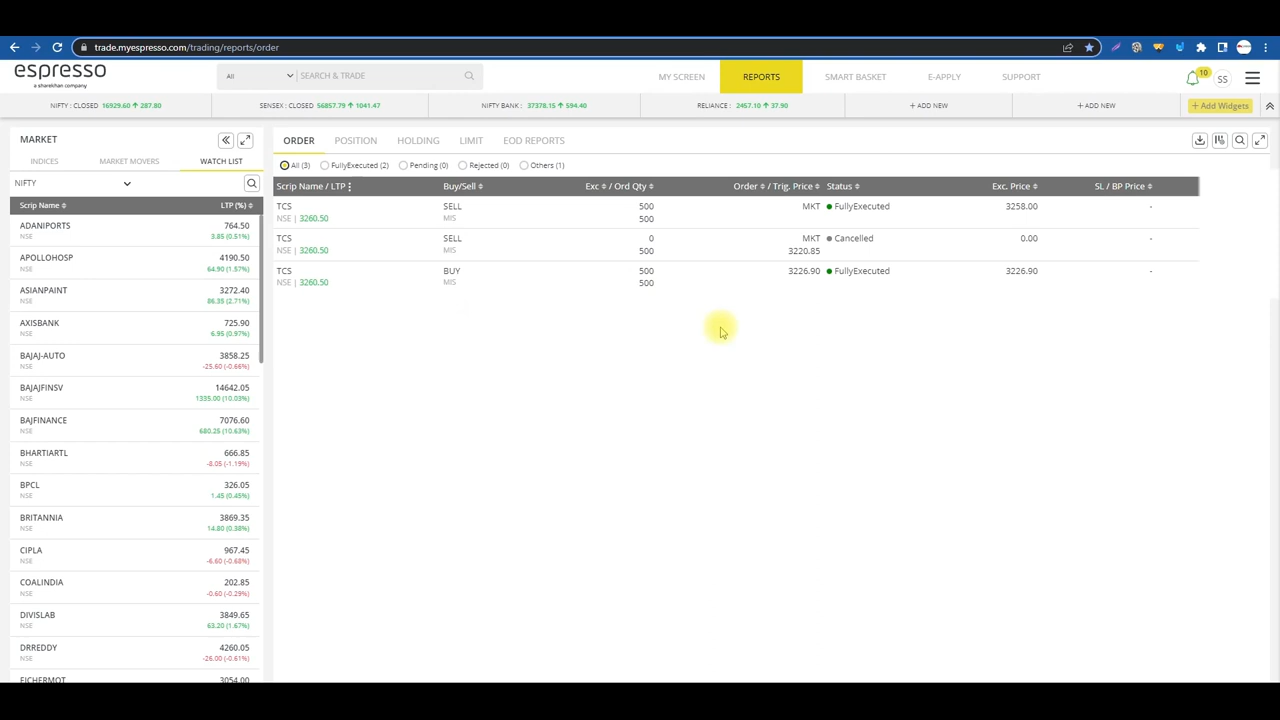 trade.myespresso.com/trading/reports/order
espresso
a sharekhan company
All
SEARCH & TRADE
MY SCREEN
REPORTS
SMART BASKET
E-APPLY
SUPPORT
10
SS
NIFTY : CLOSED 16929.60 ↑ 287.80
SENSEX : CLOSED 56857.79 ↑ 1041.47
NIFTY BANK : 37378.15 ↑ 594.40
RELIANCE : 2457.10 ↑ 37.90
+ ADD NEW
+ ADD NEW
+ Add Widgets
MARKET
INDICES
MARKET MOVERS
WATCH LIST
NIFTY
Scrip Name LTP (%)
ADANIPORTS 764.50
NSE 3.85 (0.51%)
APOLLOHOSP 4190.50
NSE 64.90 (1.57%)
ASIANPAINT 3272.40
NSE 86.35 (2.71%)
AXISBANK 725.90
NSE 6.95 (0.97%)
BAJAJ-AUTO 3858.25
NSE -25.60 (-0.66%)
BAJAJFINSV 14642.05
NSE 1335.00 (10.03%)
BAJFINANCE 7076.60
NSE 680.25 (10.63%)
BHARTIARTL 666.85
NSE -8.05 (-1.19%)
BPCL 326.05
NSE 1.45 (0.45%)
BRITANNIA 3869.35
NSE 14.80 (0.38%)
CIPLA 967.45
NSE -6.60 (-0.68%)
COALINDIA 202.85
NSE -0.60 (-0.29%)
DIVISLAB 3849.65
NSE 63.20 (1.67%)
DRREDDY 4260.05
NSE -26.00 (-0.61%)
EICHERMOT 3054.00
ORDER
POSITION
HOLDING
LIMIT
EOD REPORTS
All (3)
FullyExecuted (2)
Pending (0)
Rejected (0)
Others (1)
Scrip Name / LTP Buy/Sell Exc / Ord Qty Order / Trig. Price Status Exc. Price SL / BP Price
TCS SELL 500 MKT FullyExecuted 3258.00 -
NSE | 3260.50 MIS 500
TCS SELL 0 MKT Cancelled 0.00 -
NSE | 3260.50 MIS 500 3220.85
TCS BUY 500 3226.90 FullyExecuted 3226.90 -
NSE | 3260.50 MIS 500